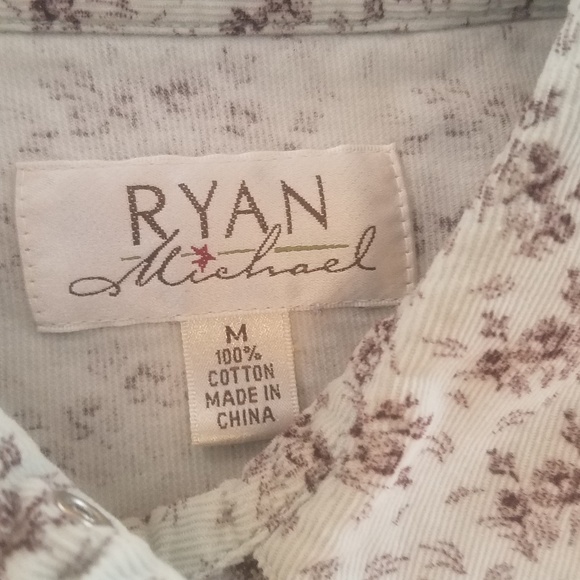 RYAN
Michael
M
100%
COTTON
MADE IN
CHINA